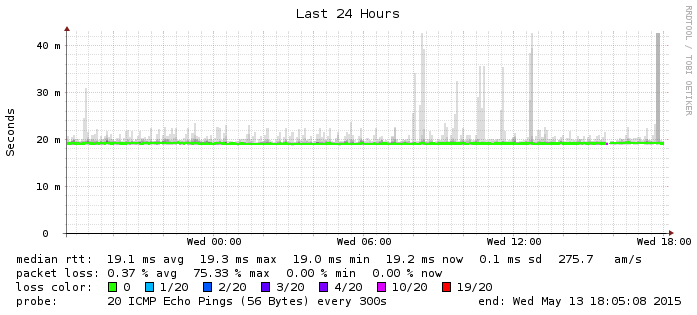 Last 24 Hours
RRDTOOL / TOBI OETIKER
Seconds
40 m
30 m
20 m
10 m
0
Wed 00:00 Wed 06:00 Wed 12:00 Wed 18:00
median rtt: 19.1 ms avg 19.3 ms max 19.0 ms min 19.2 ms now 0.1 ms sd 275.7 am/s
packet loss: 0.37 % avg 75.33 % max 0.00 % min 0.00 % now
loss color: 0 1/20 2/20 3/20 4/20 10/20 19/20
probe: 20 ICMP Echo Pings (56 Bytes) every 300s end: Wed May 13 18:05:08 2015